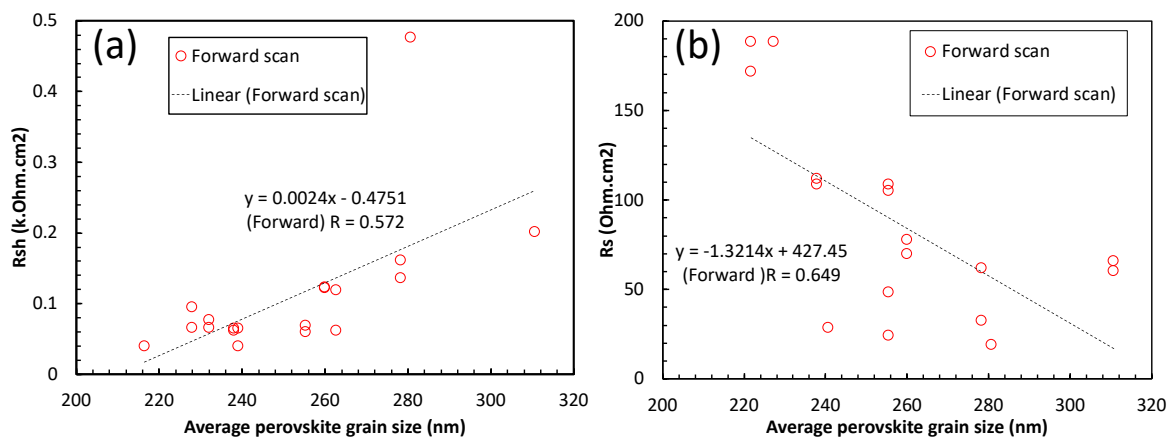 (a)
Forward scan
Linear (Forward scan)
y = 0.0024x - 0.4751
(Forward) R = 0.572
Rsh (k.Ohm.cm2)
0.5
0.4
0.3
0.2
0.1
0
200 220 240 260 280 300 320
Average perovskite grain size (nm)
(b)
Forward scan
Linear (Forward scan)
y = -1.3214x + 427.45
(Forward )R = 0.649
Rs (Ohm.cm2)
200
150
100
50
0
200 220 240 260 280 300 320
Average perovskite grain size (nm)